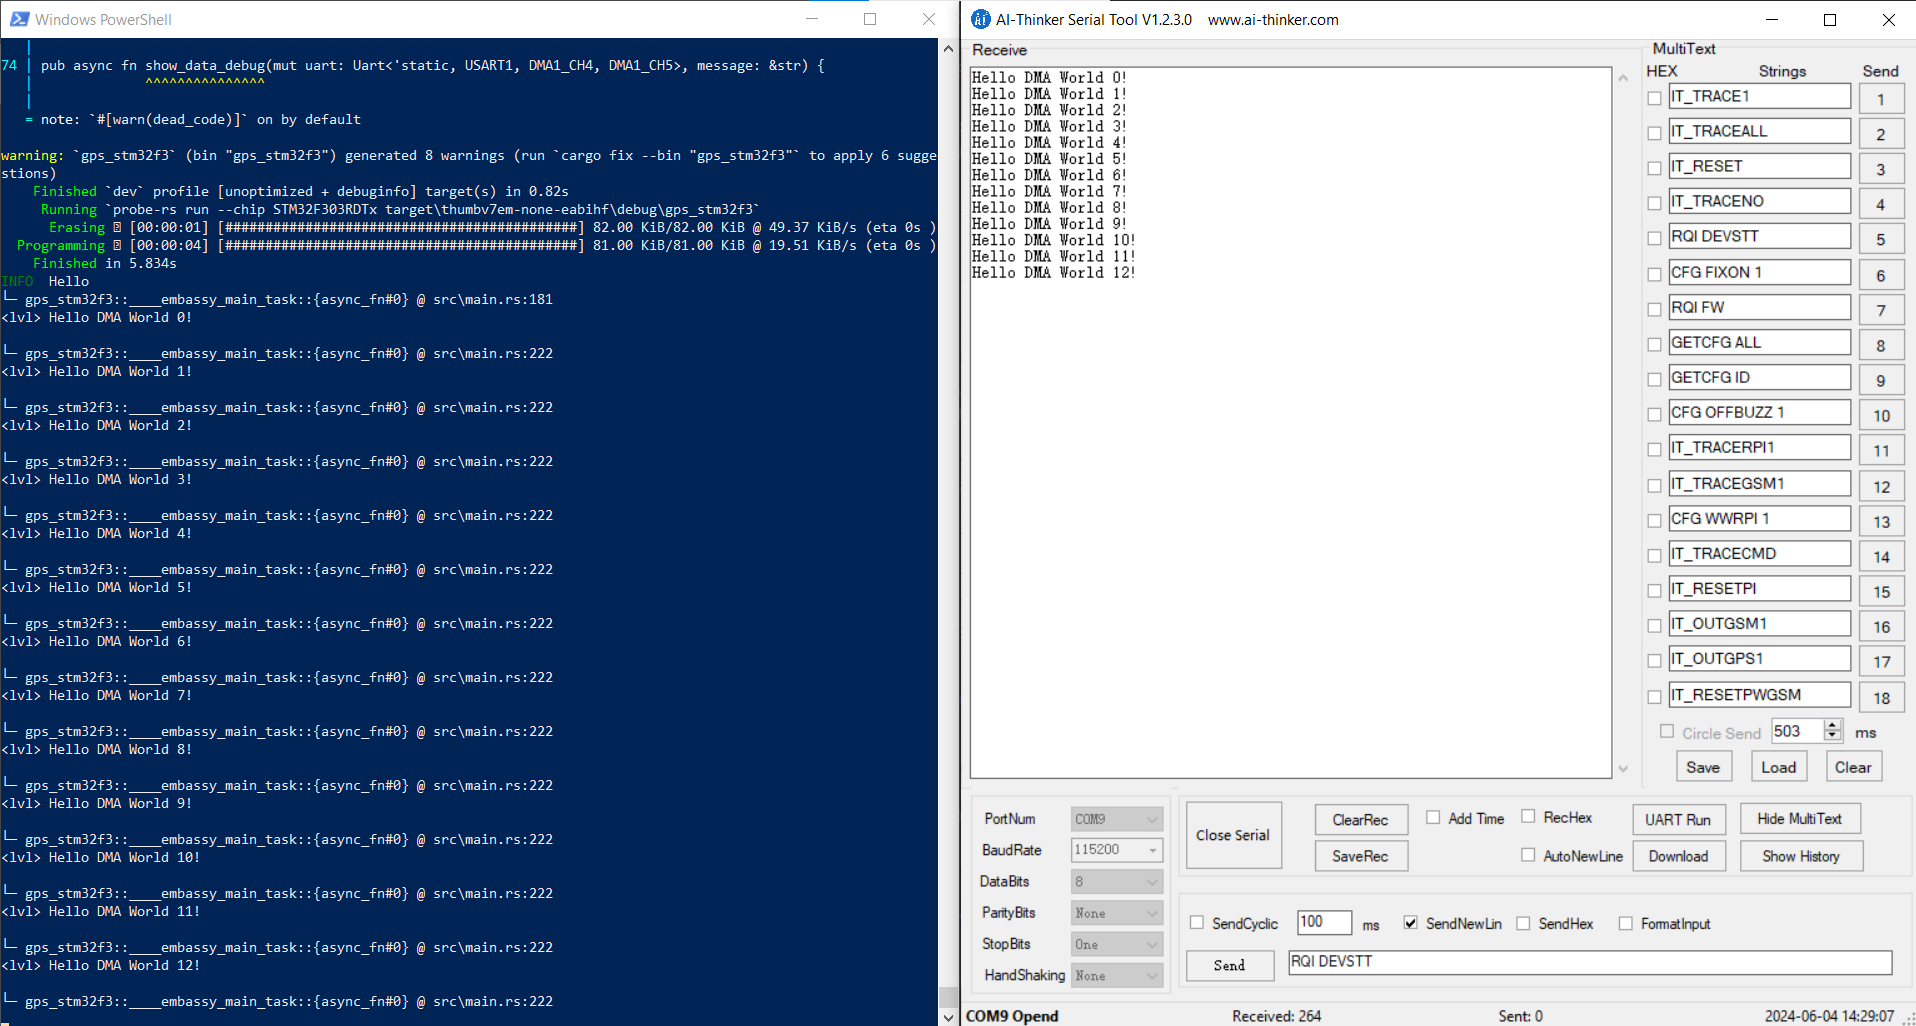 Windows PowerShell
74 | pub async fn show_data_debug(mut uart: Uart<'static, USART1, DMA1_CH4, DMA1_CH5>, message: &str) {
^^^^^^^^^^^^^^^
= note: `#[warn(dead_code)]` on by default
warning: `gps_stm32f3` (bin "gps_stm32f3") generated 8 warnings (run `cargo fix --bin "gps_stm32f3"` to apply 6 sugge
stions)
Finished `dev` profile [unoptimized + debuginfo] target(s) in 0.82s
Running `probe-rs run --chip STM32F303RDTx target\thumbv7em-none-eabihf\debug\gps_stm32f3`
Erasing [00:00:01] [############################################] 82.00 KiB/82.00 KiB @ 49.37 KiB/s (eta 0s )
Programming [00:00:04] [############################################] 81.00 KiB/81.00 KiB @ 19.51 KiB/s (eta 0s )
Finished in 5.834s
INFO Hello
└─ gps_stm32f3::____embassy_main_task::{async_fn#0} @ src\main.rs:181
<lvl> Hello DMA World 0!
└─ gps_stm32f3::____embassy_main_task::{async_fn#0} @ src\main.rs:222
<lvl> Hello DMA World 1!
└─ gps_stm32f3::____embassy_main_task::{async_fn#0} @ src\main.rs:222
<lvl> Hello DMA World 2!
└─ gps_stm32f3::____embassy_main_task::{async_fn#0} @ src\main.rs:222
<lvl> Hello DMA World 3!
└─ gps_stm32f3::____embassy_main_task::{async_fn#0} @ src\main.rs:222
<lvl> Hello DMA World 4!
└─ gps_stm32f3::____embassy_main_task::{async_fn#0} @ src\main.rs:222
<lvl> Hello DMA World 5!
└─ gps_stm32f3::____embassy_main_task::{async_fn#0} @ src\main.rs:222
<lvl> Hello DMA World 6!
└─ gps_stm32f3::____embassy_main_task::{async_fn#0} @ src\main.rs:222
<lvl> Hello DMA World 7!
└─ gps_stm32f3::____embassy_main_task::{async_fn#0} @ src\main.rs:222
<lvl> Hello DMA World 8!
└─ gps_stm32f3::____embassy_main_task::{async_fn#0} @ src\main.rs:222
<lvl> Hello DMA World 9!
└─ gps_stm32f3::____embassy_main_task::{async_fn#0} @ src\main.rs:222
<lvl> Hello DMA World 10!
└─ gps_stm32f3::____embassy_main_task::{async_fn#0} @ src\main.rs:222
<lvl> Hello DMA World 11!
└─ gps_stm32f3::____embassy_main_task::{async_fn#0} @ src\main.rs:222
<lvl> Hello DMA World 12!
└─ gps_stm32f3::____embassy_main_task::{async_fn#0} @ src\main.rs:222
AI-Thinker Serial Tool V1.2.3.0 www.ai-thinker.com
Receive
Hello DMA World 0!
Hello DMA World 1!
Hello DMA World 2!
Hello DMA World 3!
Hello DMA World 4!
Hello DMA World 5!
Hello DMA World 6!
Hello DMA World 7!
Hello DMA World 8!
Hello DMA World 9!
Hello DMA World 10!
Hello DMA World 11!
Hello DMA World 12!
MultiText
HEX Strings Send
IT_TRACE1 1
IT_TRACEALL 2
IT_RESET 3
IT_TRACENO 4
RQI DEVSTT 5
CFG FIXON 1 6
RQI FW 7
GETCFG ALL 8
GETCFG ID 9
CFG OFFBUZZ 1 10
IT_TRACERPI1 11
IT_TRACEGSM1 12
CFG WWRPI 1 13
IT_TRACECMD 14
IT_RESETPI 15
IT_OUTGSM1 16
IT_OUTGPS1 17
IT_RESETPWGSM 18
Circle Send 503 ms
Save Load Clear
PortNum COM9
BaudRate 115200
DataBits 8
ParityBits None
StopBits One
HandShaking None
Close Serial
ClearRec Add Time RecHex UART Run Hide MultiText
SaveRec AutoNewLine Download Show History
SendCyclic 100 ms SendNewLin SendHex FormatInput
Send RQI DEVSTT
COM9 Opend Received: 264 Sent: 0 2024-06-04 14:29:07